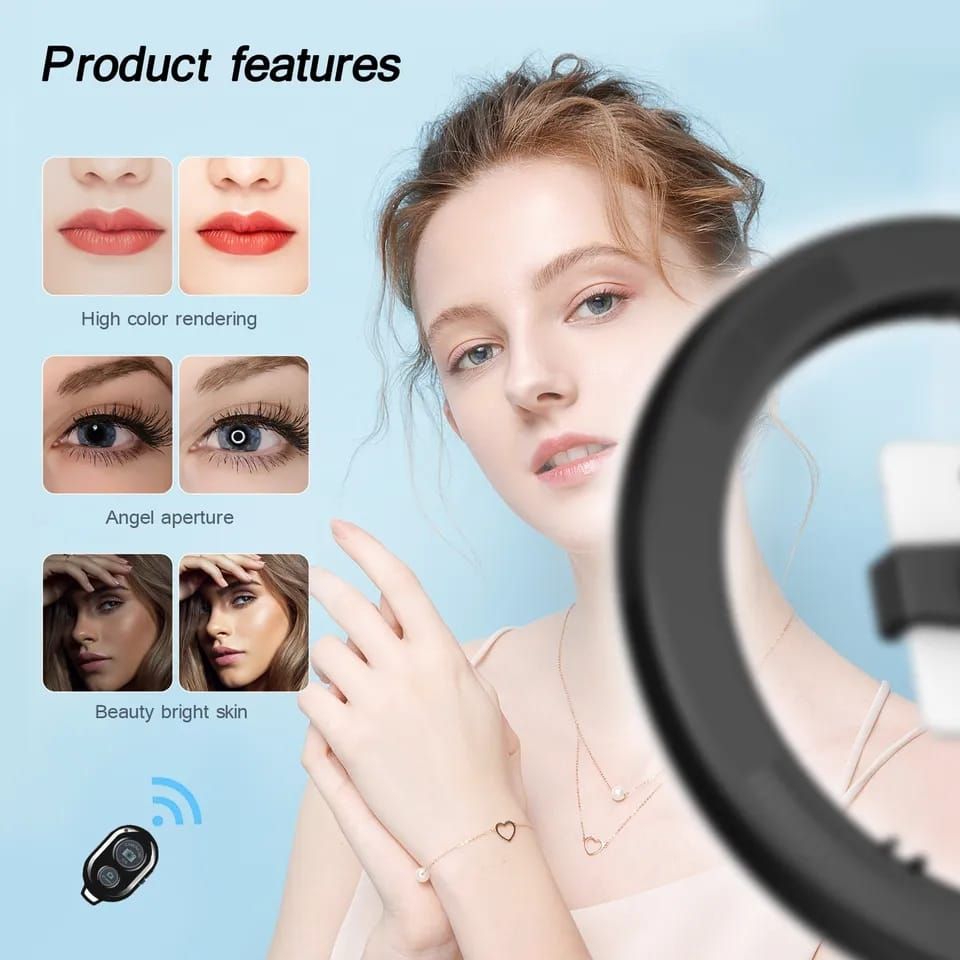 Product features
High color rendering
Angel aperture
Beauty bright skin